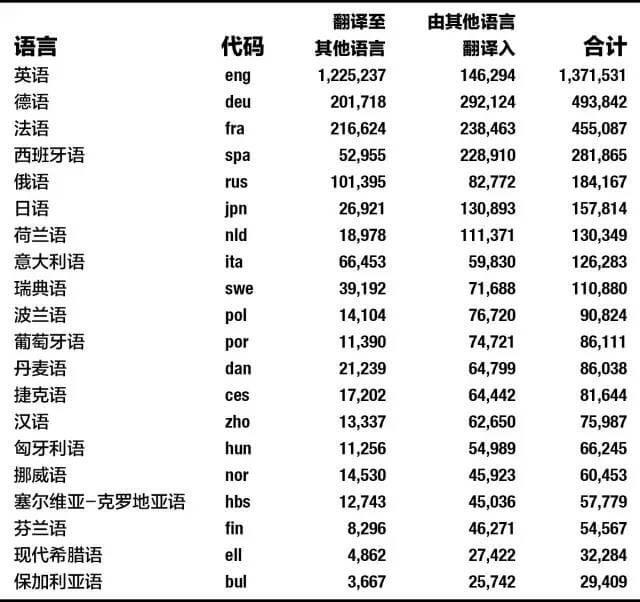 语言 代码 翻译至其他语言 由其他语言翻译入 合计
英语 eng 1,225,237 146,294 1,371,531
德语 deu 201,718 292,124 493,842
法语 fra 216,624 238,463 455,087
西班牙语 spa 52,955 228,910 281,865
俄语 rus 101,395 82,772 184,167
日语 jpn 26,921 130,893 157,814
荷兰语 nld 18,978 111,371 130,349
意大利语 ita 66,453 59,830 126,283
瑞典语 swe 39,192 71,688 110,880
波兰语 pol 14,104 76,720 90,824
葡萄牙语 por 11,390 74,721 86,111
丹麦语 dan 21,239 64,799 86,038
捷克语 ces 17,202 64,442 81,644
汉语 zho 13,337 62,650 75,987
匈牙利语 hun 11,256 54,989 66,245
挪威语 nor 14,530 45,923 60,453
塞尔维亚-克罗地亚语 hbs 12,743 45,036 57,779
芬兰语 fin 8,296 46,271 54,567
现代希腊语 ell 4,862 27,422 32,284
保加利亚语 bul 3,667 25,742 29,409